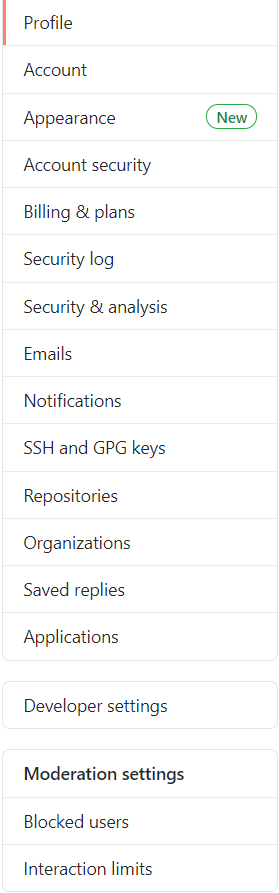 Profile
Account
Appearance New
Account security
Billing & plans
Security log
Security & analysis
Emails
Notifications
SSH and GPG keys
Repositories
Organizations
Saved replies
Applications
Developer settings
Moderation settings
Blocked users
Interaction limits